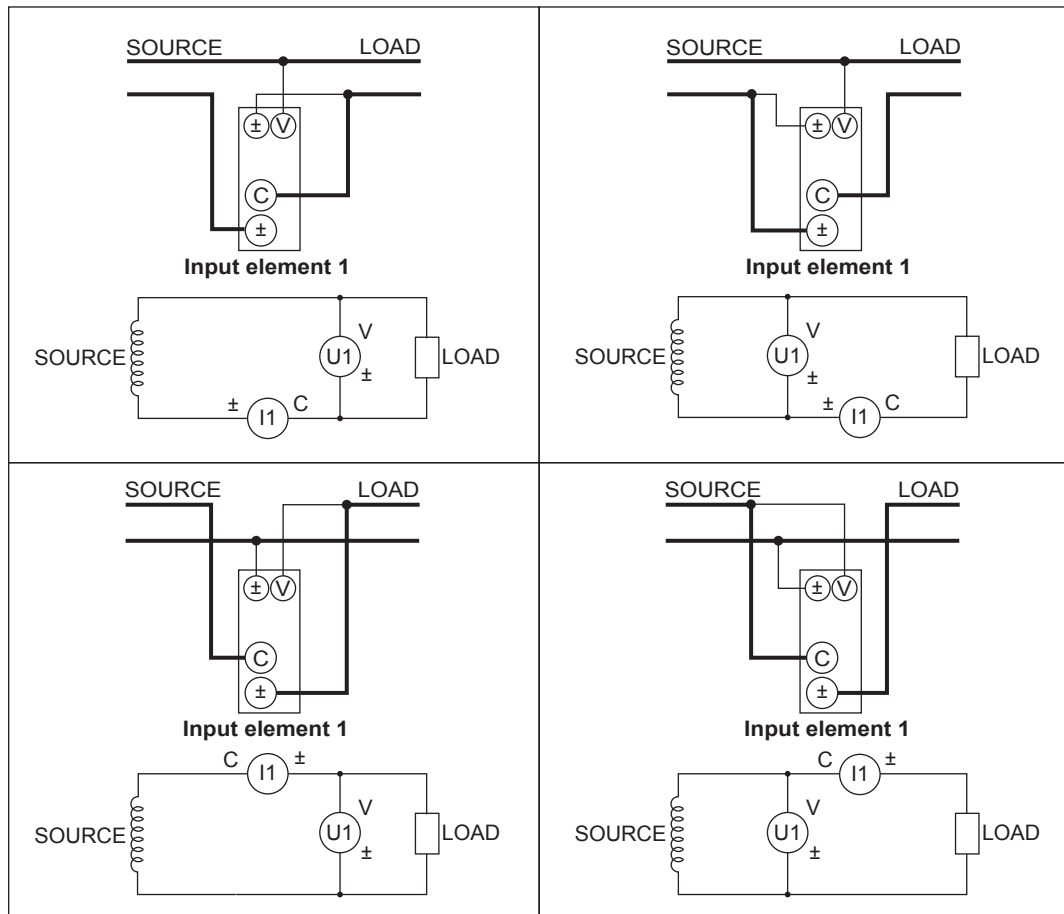 SOURCE LOAD
± V
C
±
Input element 1
V
SOURCE U1 LOAD
±
± I1 C
SOURCE LOAD
± V
C
±
Input element 1
V
SOURCE U1 LOAD
±
± I1 C
SOURCE LOAD
± V
C
±
Input element 1
C I1 ±
V
SOURCE U1 LOAD
±
SOURCE LOAD
± V
C
±
Input element 1
C I1 ±
V
SOURCE U1 LOAD
±